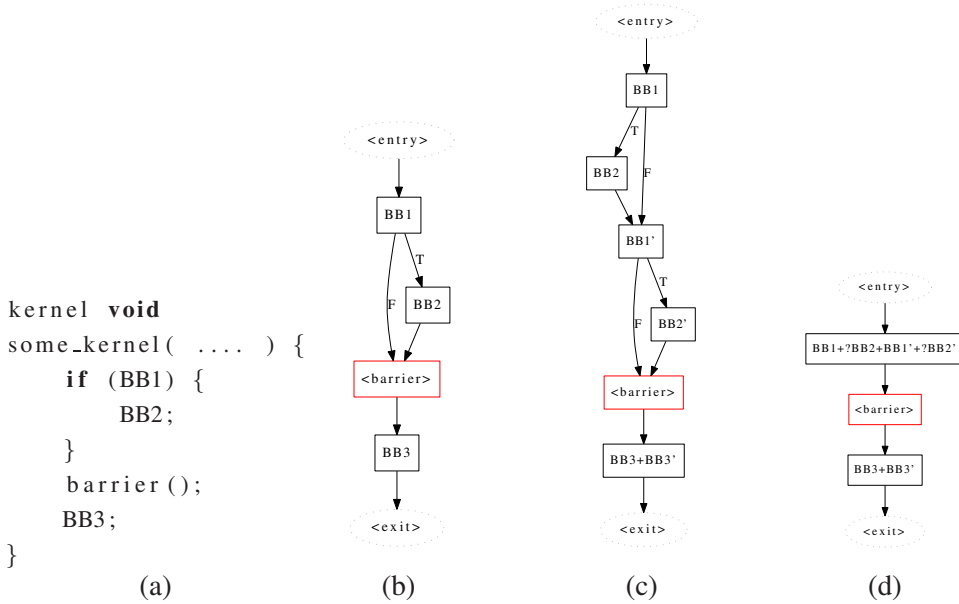 kernel void
some_kernel( .... ) {
if (BB1) {
BB2;
}
barrier();
BB3;
}
(a)
<entry>
BB1
T
F
BB2
<barrier>
BB3
<exit>
(b)
<entry>
BB1
T
BB2
F
BB1'
T
F
BB2'
<barrier>
BB3+BB3'
<exit>
(c)
<entry>
BB1+?BB2+BB1'+?BB2'
<barrier>
BB3+BB3'
<exit>
(d)